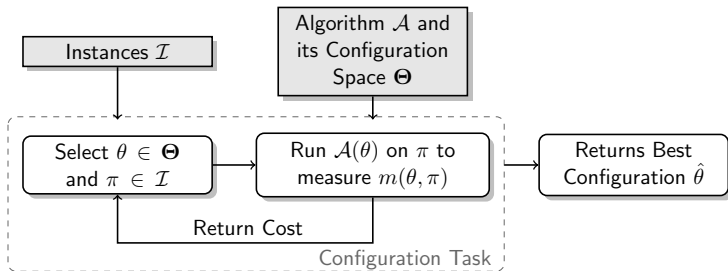 Instances 𝓘
Algorithm 𝓐 and
its Configuration
Space Θ
Select θ ∈ Θ
and π ∈ 𝓘
Run 𝓐(θ) on π to
measure m(θ, π)
Returns Best
Configuration θ̂
Return Cost
Configuration Task